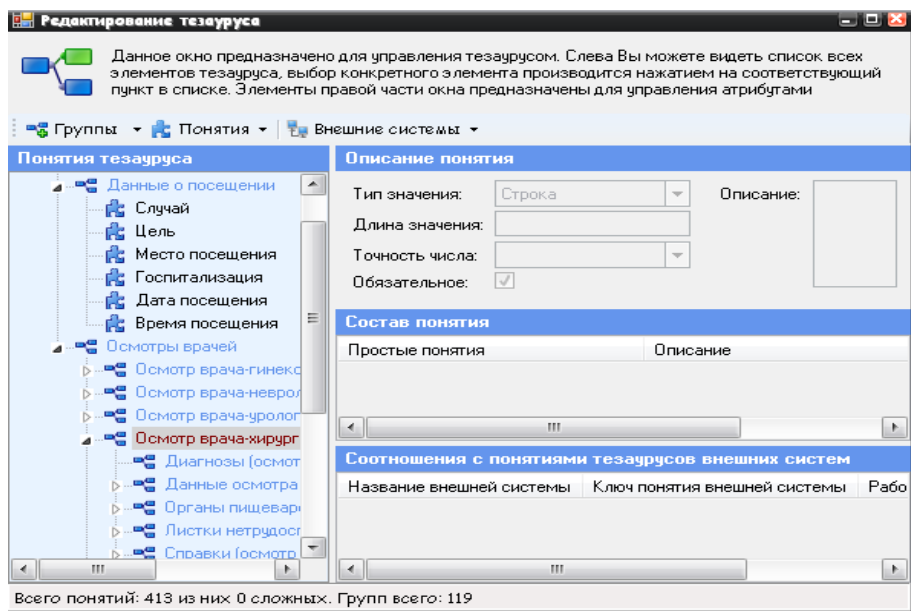 Редактирование тезауруса
Данное окно предназначено для управления тезаурусом. Слева Вы можете видеть список всех
элементов тезауруса, выбор конкретного элемента производится нажатием на соответствующий
пункт в списке. Элементы правой части окна предназначены для управления атрибутами
Группы Понятия Внешние системы
Понятия тезауруса
Данные о посещении
Случай
Цель
Место посещения
Госпитализация
Дата посещения
Время посещения
Осмотры врачей
Осмотр врача-гинеко
Осмотр врача-невроло
Осмотр врача-уролог
Осмотр врача-хирург
Диагнозы (осмот
Данные осмотра
Органы пищевар
Листки нетрудос
Справки (осмотр
Описание понятия
Тип значения: Строка Описание:
Длина значения:
Точность числа:
Обязательное:
Состав понятия
Простые понятия Описание
Соотношения с понятиями тезаурусов внешних систем
Название внешней системы Ключ понятия внешней системы Рабо
Всего понятий: 413 из них 0 сложных. Групп всего: 119